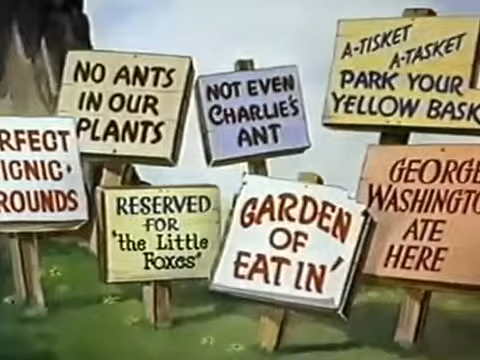 NO ANTS
IN OUR
PLANTS
NOT EVEN
CHARLIE'S
ANT
A-TISKET
A-TASKET
PARK YOUR
YELLOW BASK
RFECT
ICNIC-
ROUNDS
RESERVED
FOR
"the Little
Foxes"
GARDEN
OF
EAT IN'
GEORGE
WASHINGTO
ATE
HERE